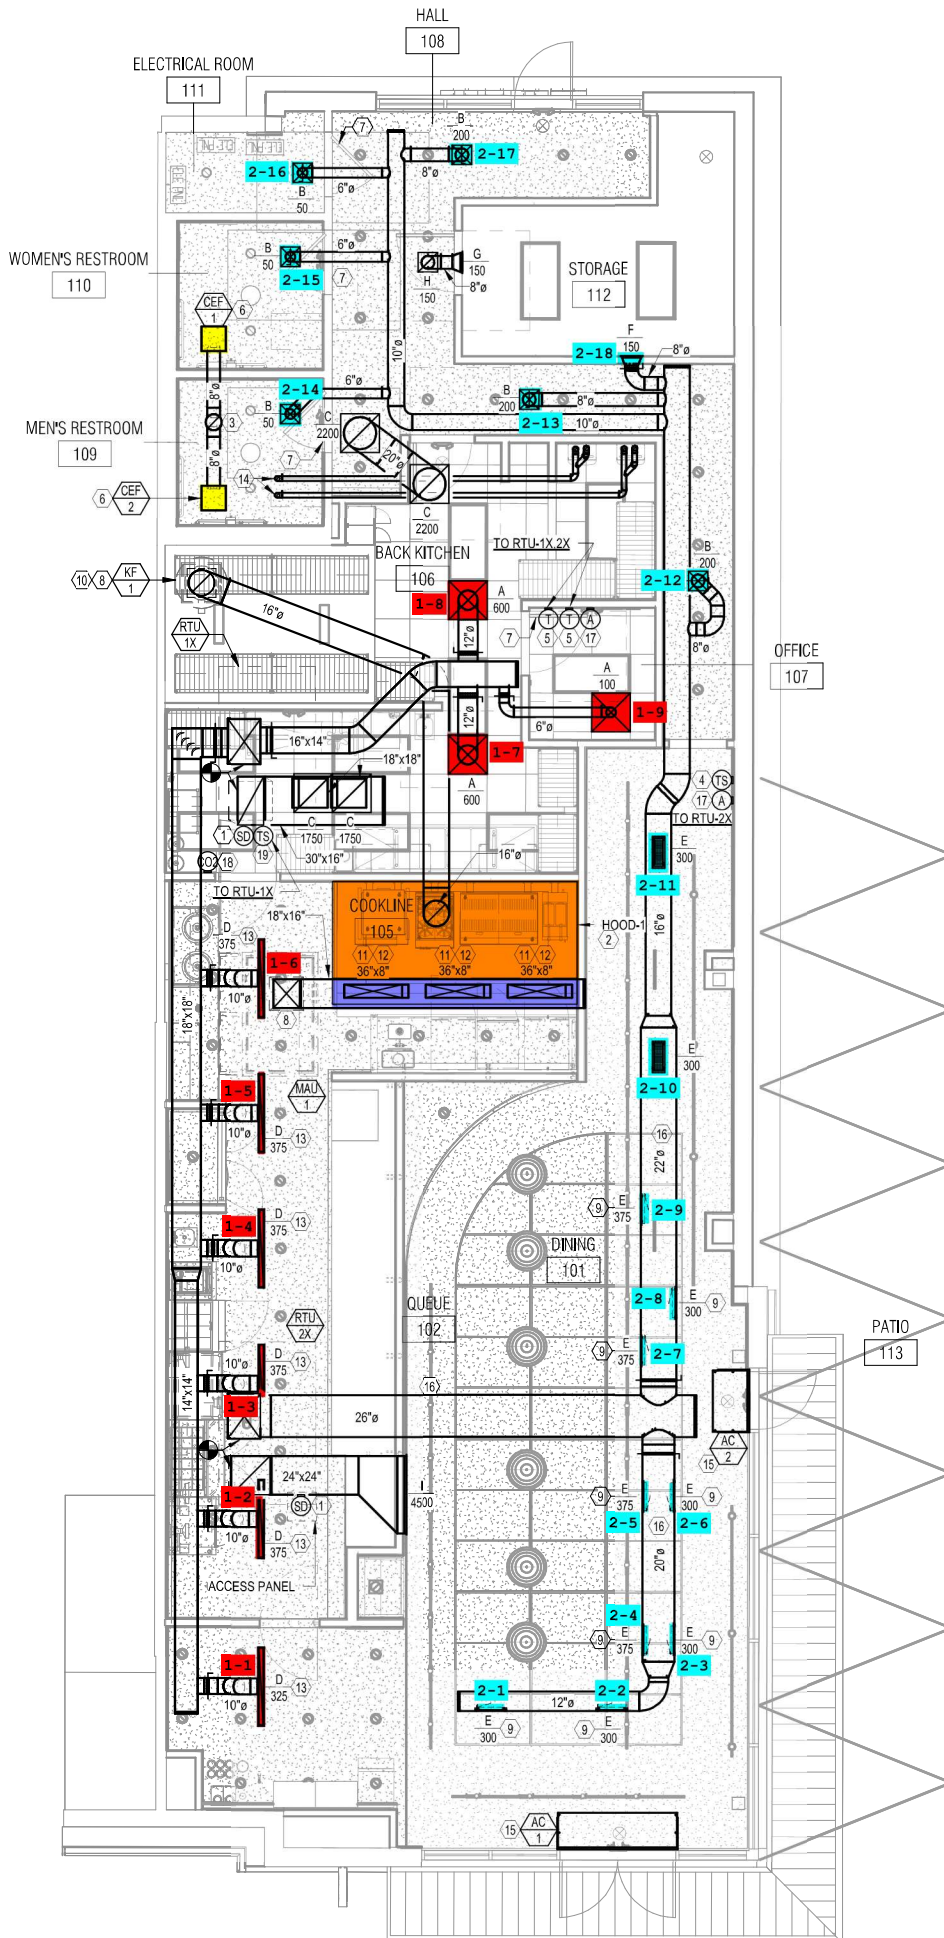 HALL
108
ELECTRICAL ROOM
111
7
B
200
2-17
8"ø
2-16
6"ø
B
50
WOMEN'S RESTROOM
110
B
50
6"ø
2-15
7
G
150
8"ø
H
150
STORAGE
112
CEF
1
6
10"ø
F
150
2-18
8"ø
8"ø
3
8"ø
2-14
6"ø
B
50
C
2200
B
200
8"ø
2-13
10"ø
MEN'S RESTROOM
109
7
20"ø
14
6
CEF
2
C
2200
TO RTU-1X,2X
BACK KITCHEN
106
B
200
2-12
10
8
KF
1
16"ø
1-8
A
600
7
T
T
A
5
5
17
RTU
1X
12"ø
8"ø
OFFICE
107
A
100
1-9
6"ø
12"ø
16"x14"
18"x18"
1-7
A
600
4
TS
17
A
TO RTU-2X
C
1750
C
1750
1
SD
TS
19
30"x16"
CO2
18
16"ø
E
300
2-11
TO RTU-1X
18"x16"
COOKLINE
105
HOOD-1
2
16"ø
D
375
13
1-6
11
12
36"x8"
11
12
36"x8"
11
12
36"x8"
10"ø
8
18"x18"
E
300
2-10
1-5
MAU
1
10"ø
D
375
13
16
22"ø
9
E
375
2-9
1-4
D
375
13
10"ø
DINING
101
2-8
E
300
9
QUEUE
102
RTU
2X
9
E
375
2-7
PATIO
113
10"ø
D
375
13
14"x14"
1-3
16
26"ø
AC
2
15
24"x24"
I
4500
1-2
SD
1
10"ø
D
375
13
9
E
375
E
300
9
2-5
16
2-6
20"ø
ACCESS PANEL
2-4
9
E
375
E
300
9
2-3
1-1
D
325
13
10"ø
2-1
2-2
12"ø
E
300
9
9
E
300
15
AC
1